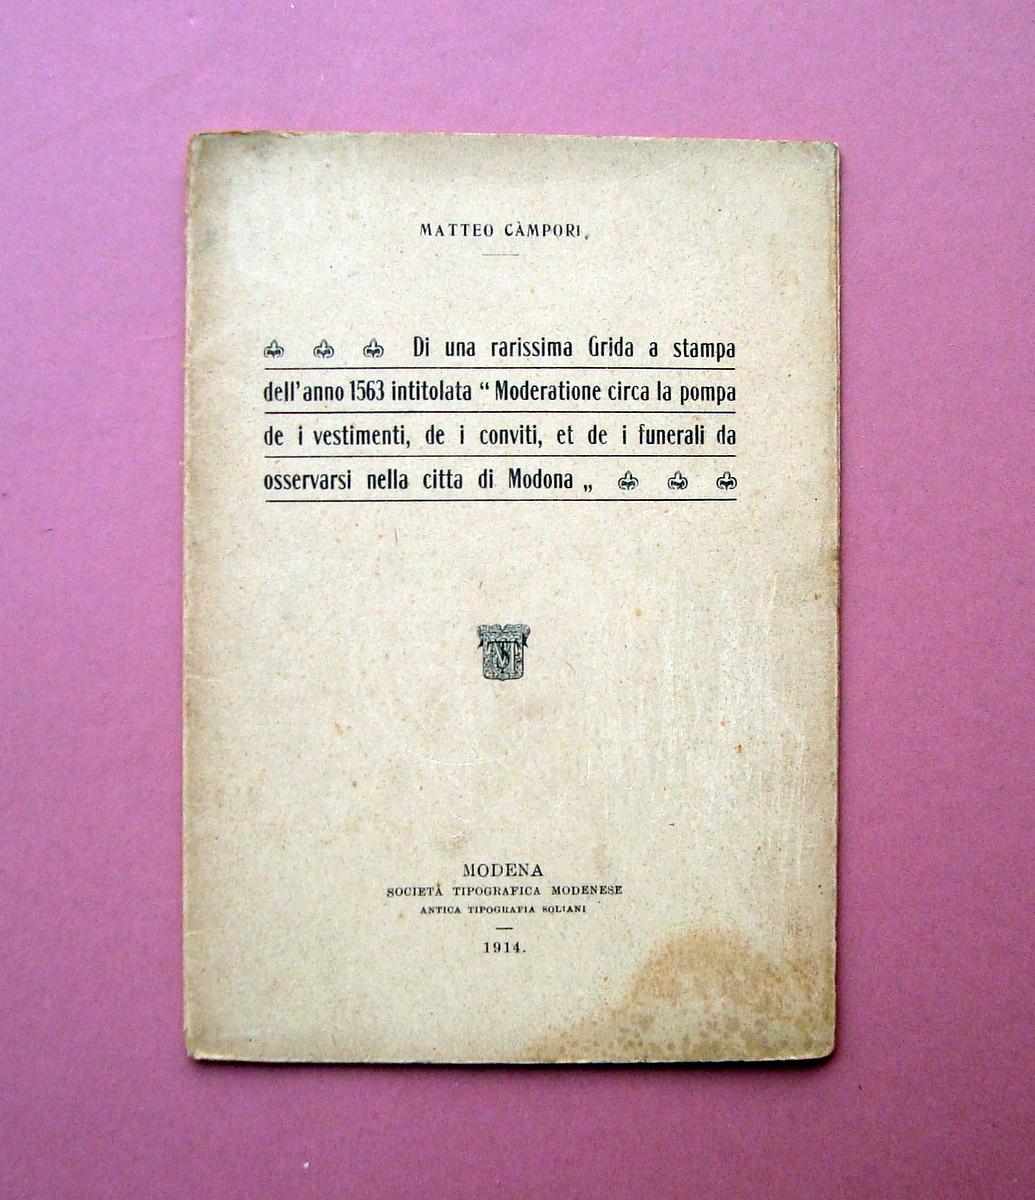 MATTEO CÀMPORI
Di una rarissima Grida a stampa
dell'anno 1563 intitolata “ Moderatione circa la pompa
de i vestimenti, de i conviti, et de i funerali da
osservarsi nella citta di Modona „
MODENA
SOCIETÀ TIPOGRAFICA MODENESE
ANTICA TIPOGRAFIA SOLIANI
1914.